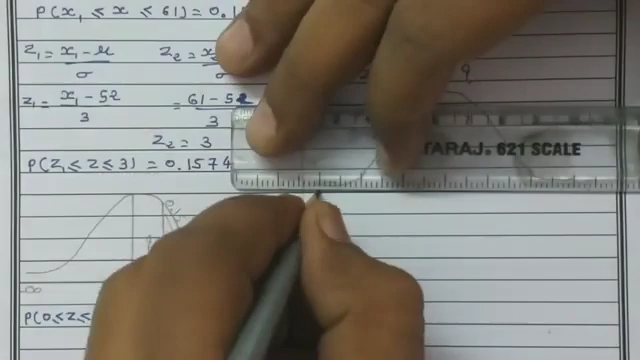 P(x₁ ≤ x ≤ 61) = 0.1
Z₁ = x₁ - μ / σ Z₂ =
Z₁ = x₁ - 52 / 3 = 61 - 52 / 3
Z₂ = 3
P(Z₁ ≤ Z ≤ 3) = 0.1574
TARAJ. 621 SCALE
-∞
P(0 ≤ Z ≤